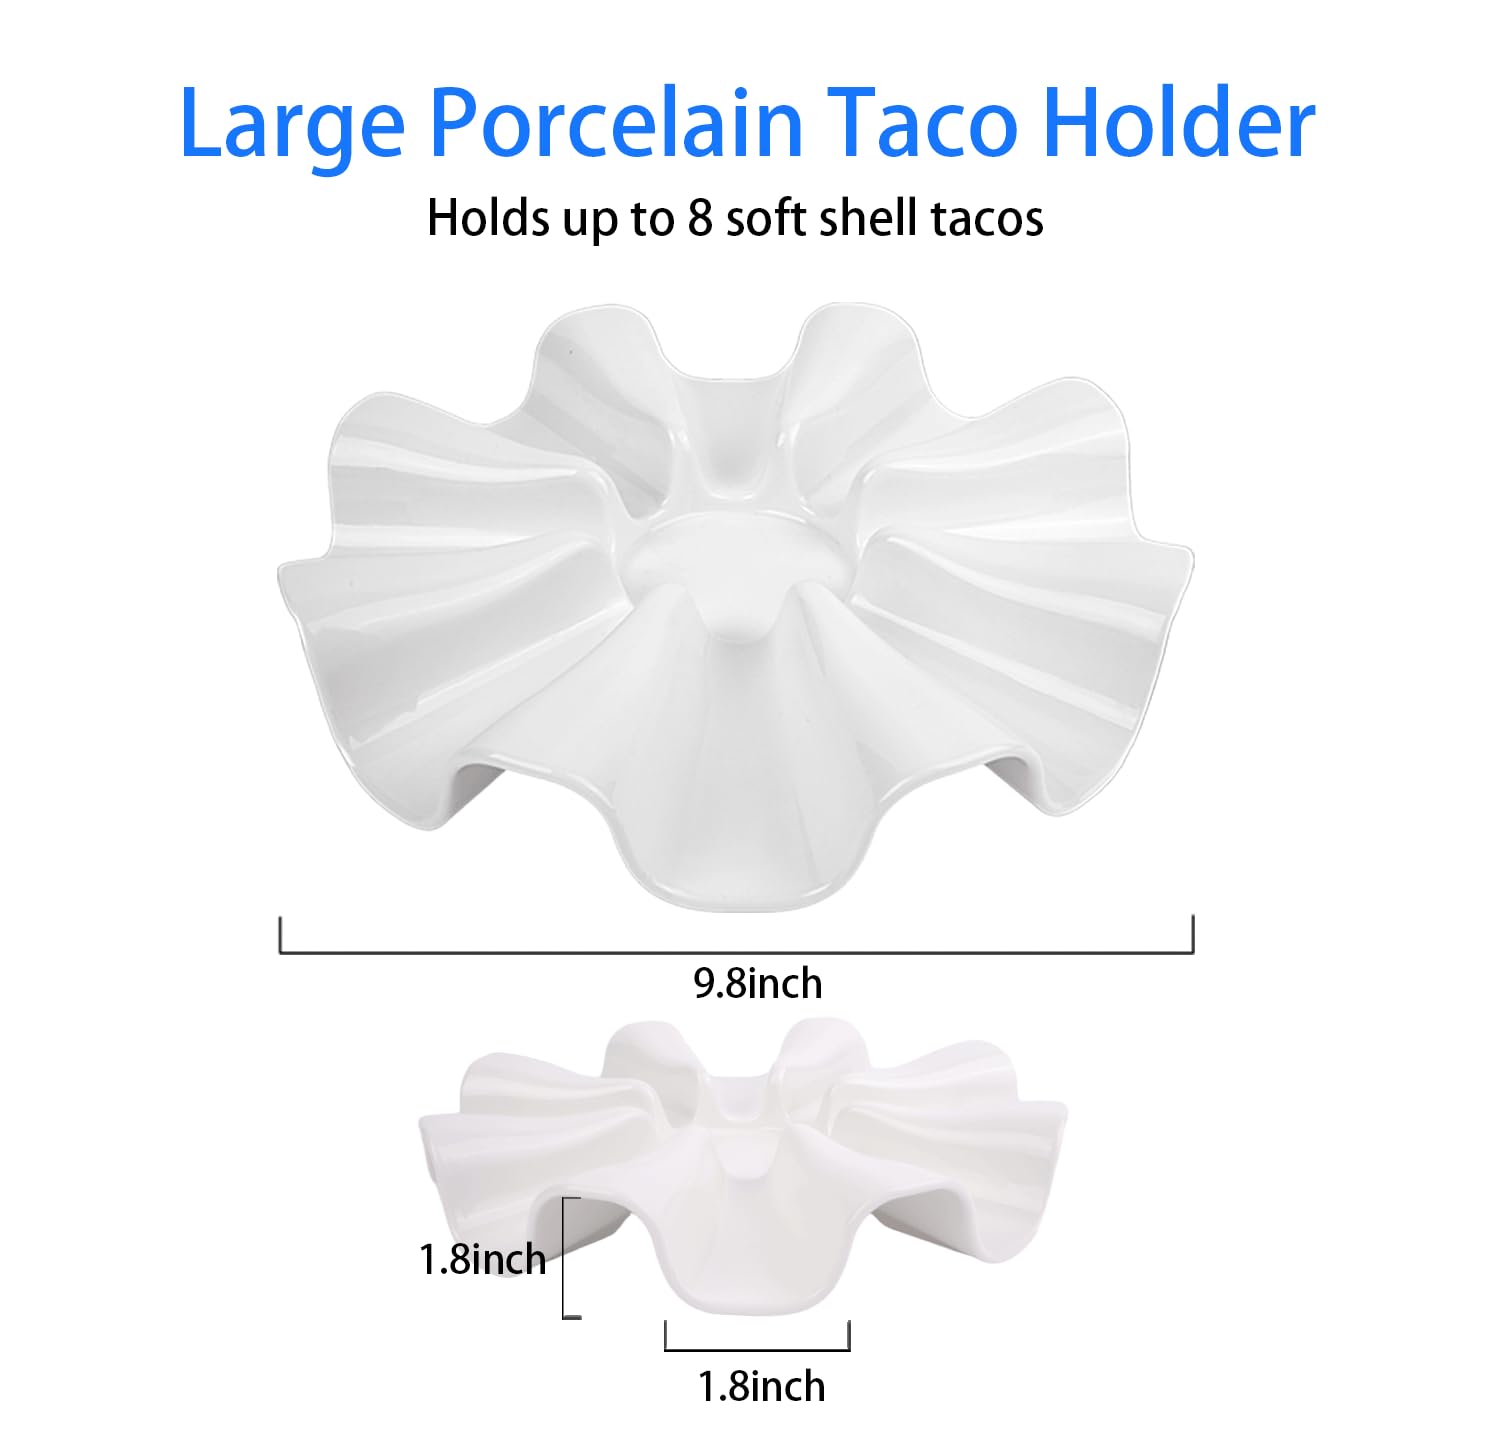 Large Porcelain Taco Holder
Holds up to 8 soft shell tacos
9.8inch
1.8inch
1.8inch